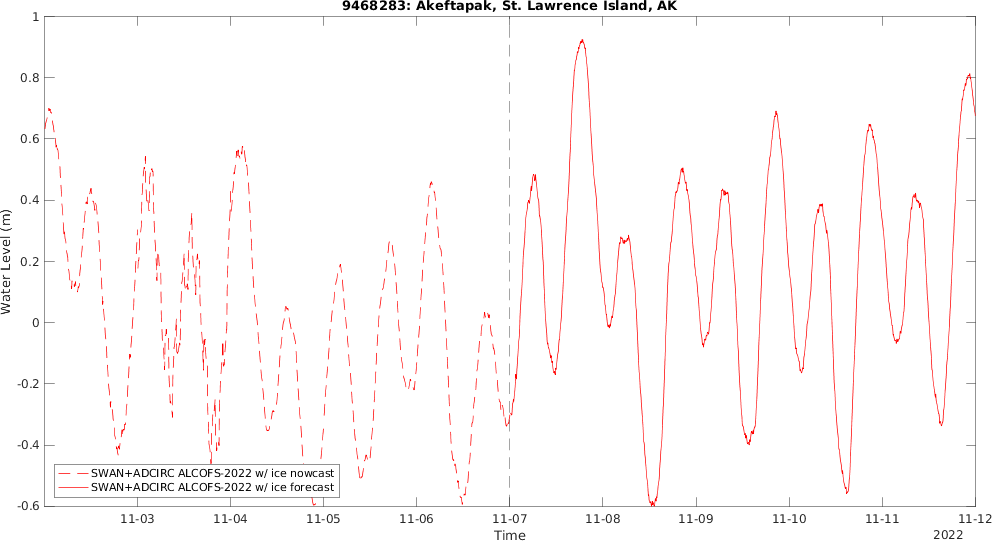 9468283: Akeftapak, St. Lawrence Island, AK
1
0.8
0.6
0.4
0.2
0
-0.2
-0.4
-0.6
Water Level (m)
SWAN+ADCIRC ALCOFS-2022 w/ ice nowcast
SWAN+ADCIRC ALCOFS-2022 w/ ice forecast
11-03 11-04 11-05 11-06 11-07 11-08 11-09 11-10 11-11 11-12
Time
2022